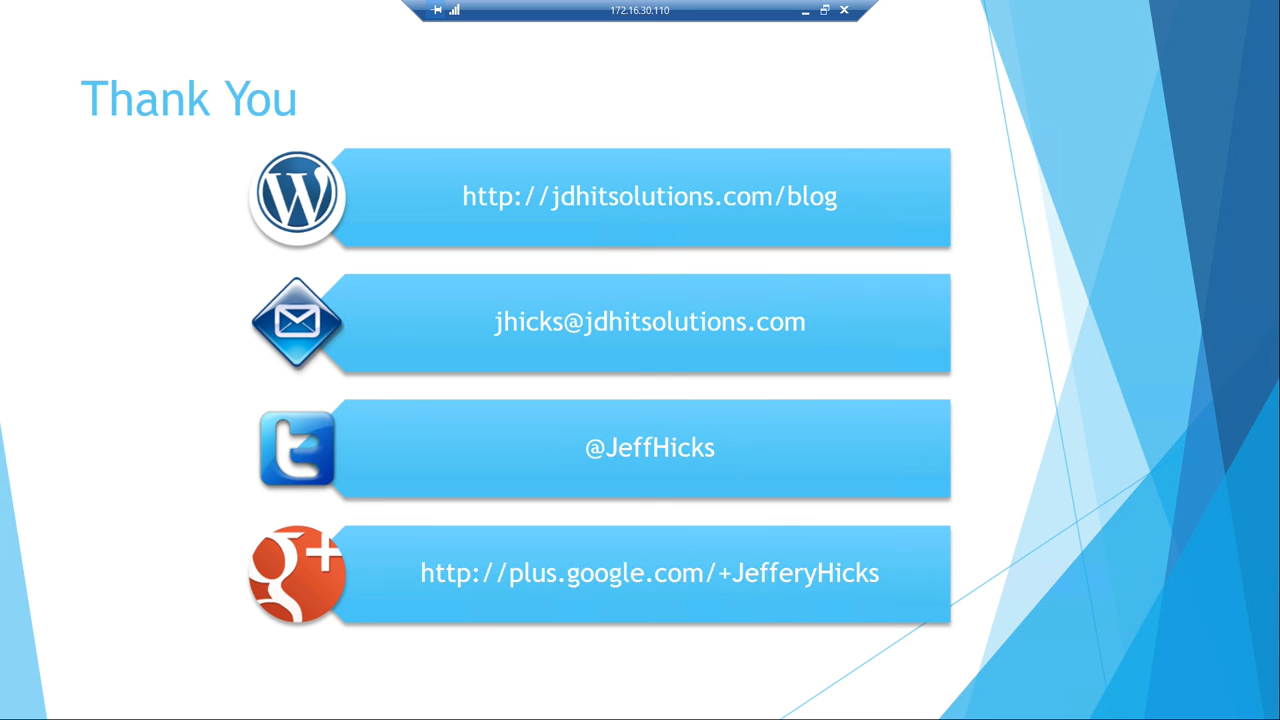 172.16.30.110
Thank You
http://jdhitsolutions.com/blog
jhicks@jdhitsolutions.com
@JeffHicks
http://plus.google.com/+JefferyHicks